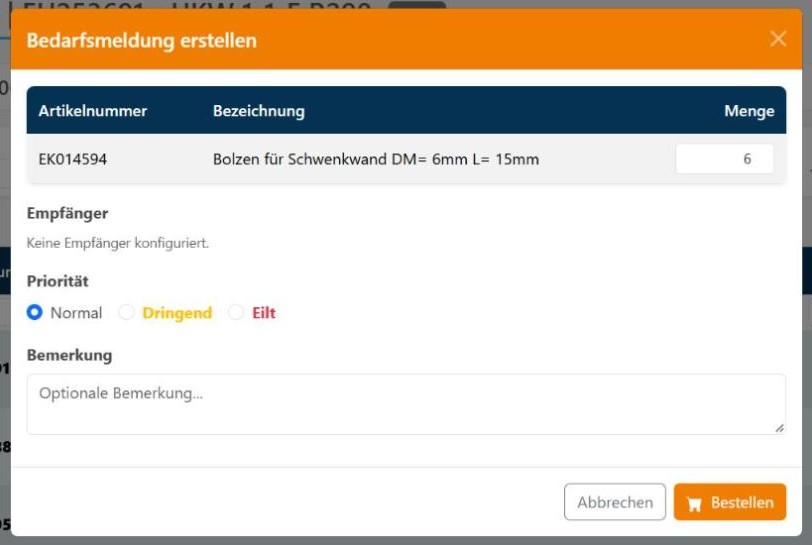 Bedarfsmeldung erstellen
Artikelnummer Bezeichnung Menge
EK014594 Bolzen für Schwenkwand DM= 6mm L= 15mm 6
Empfänger
Keine Empfänger konfiguriert.
Priorität
Normal Dringend Eilt
Bemerkung
Optionale Bemerkung...
Abbrechen Bestellen